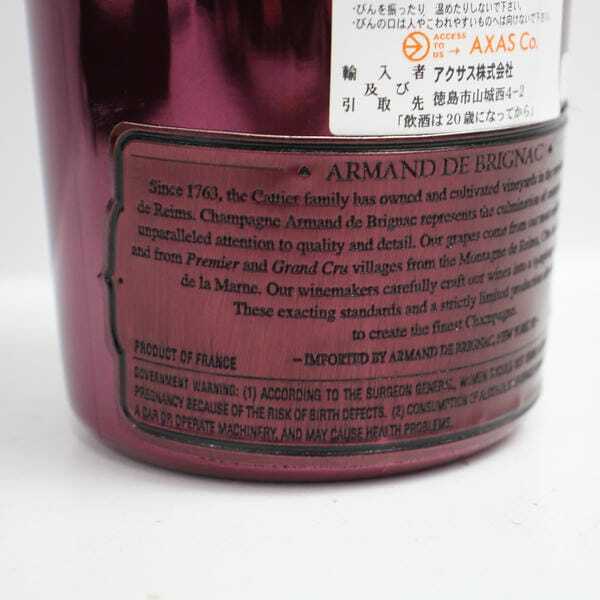 ・びんを振ったり 温めたりしないで下さい。
・びんの口は人やこわれやすいものへは向けないで下さい。
ACCESS TO US → AXAS Co.
輸入者 アクサス株式会社
及び
引取先 徳島市山城西4-2
「飲酒は20歳になってから」
ARMAND DE BRIGNAC
Since 1763, the Cattier family has owned and cultivated vineyards in the
de Reims. Champagne Armand de Brignac represents the culmination of
unparalleled attention to quality and detail. Our grapes come from our
and from Premier and Grand Cru villages from the Montagne de Reims,
de la Marne. Our winemakers carefully craft our wines into a
These exacting standards and a strictly limited production
to create the finest Champagne.
PRODUCT OF FRANCE
– IMPORTED BY ARMAND DE BRIGNAC, NEW YORK
GOVERNMENT WARNING: (1) ACCORDING TO THE SURGEON GENERAL, WOMEN SHOULD NOT
PREGNANCY BECAUSE OF THE RISK OF BIRTH DEFECTS. (2) CONSUMPTION OF ALCOHOLIC
A CAR OR OPERATE MACHINERY, AND MAY CAUSE HEALTH PROBLEMS.